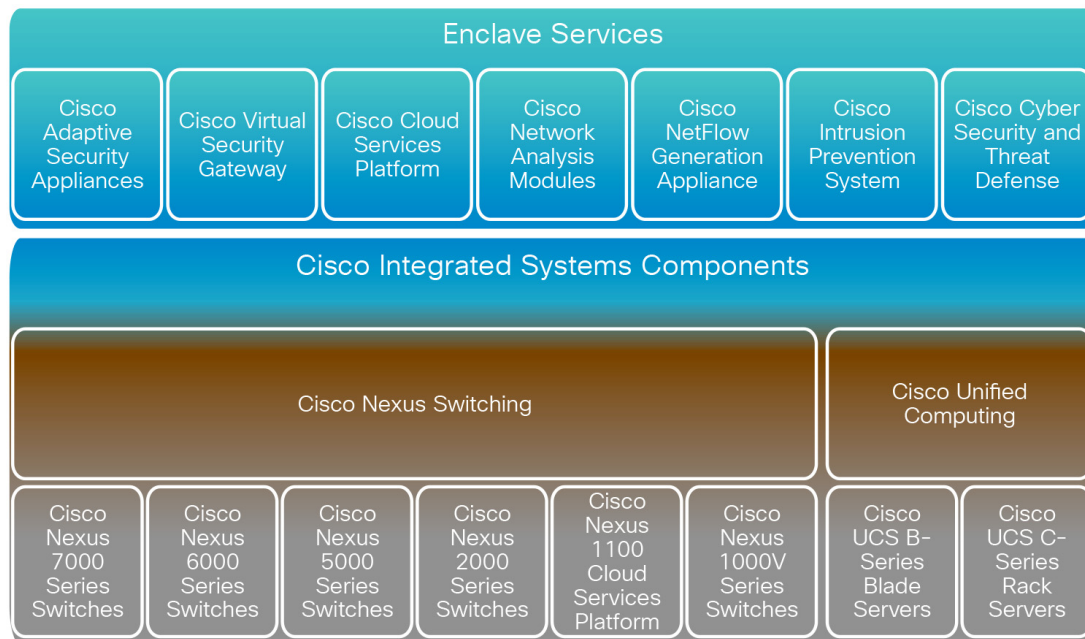 Enclave Services
Cisco
Adaptive
Security
Appliances
Cisco Virtual
Security
Gateway
Cisco Cloud
Services
Platform
Cisco
Network
Analysis
Modules
Cisco
NetFlow
Generation
Appliance
Cisco
Intrusion
Prevention
System
Cisco Cyber
Security and
Threat
Defense
Cisco Integrated Systems Components
Cisco Nexus Switching
Cisco Unified
Computing
Cisco
Nexus
7000
Series
Switches
Cisco
Nexus
6000
Series
Switches
Cisco
Nexus
5000
Series
Switches
Cisco
Nexus
2000
Series
Switches
Cisco
Nexus
1100
Cloud
Services
Platform
Cisco
Nexus
1000V
Series
Switches
Cisco
UCS B-
Series
Blade
Servers
Cisco
UCS C-
Series
Rack
Servers